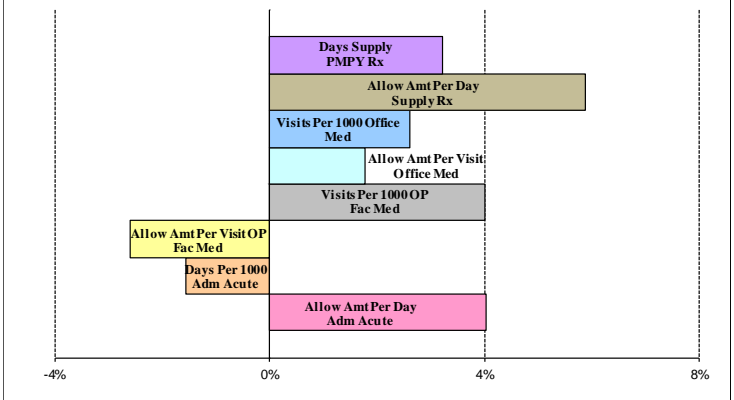 Days Supply
PMPY Rx
Allow Amt Per Day
Supply Rx
Visits Per 1000 Office
Med
Allow Amt Per Visit
Office Med
Visits Per 1000 OP
Fac Med
Allow Amt Per Visit OP
Fac Med
Days Per 1000
Adm Acute
Allow Amt Per Day
Adm Acute
-4% 0% 4% 8%